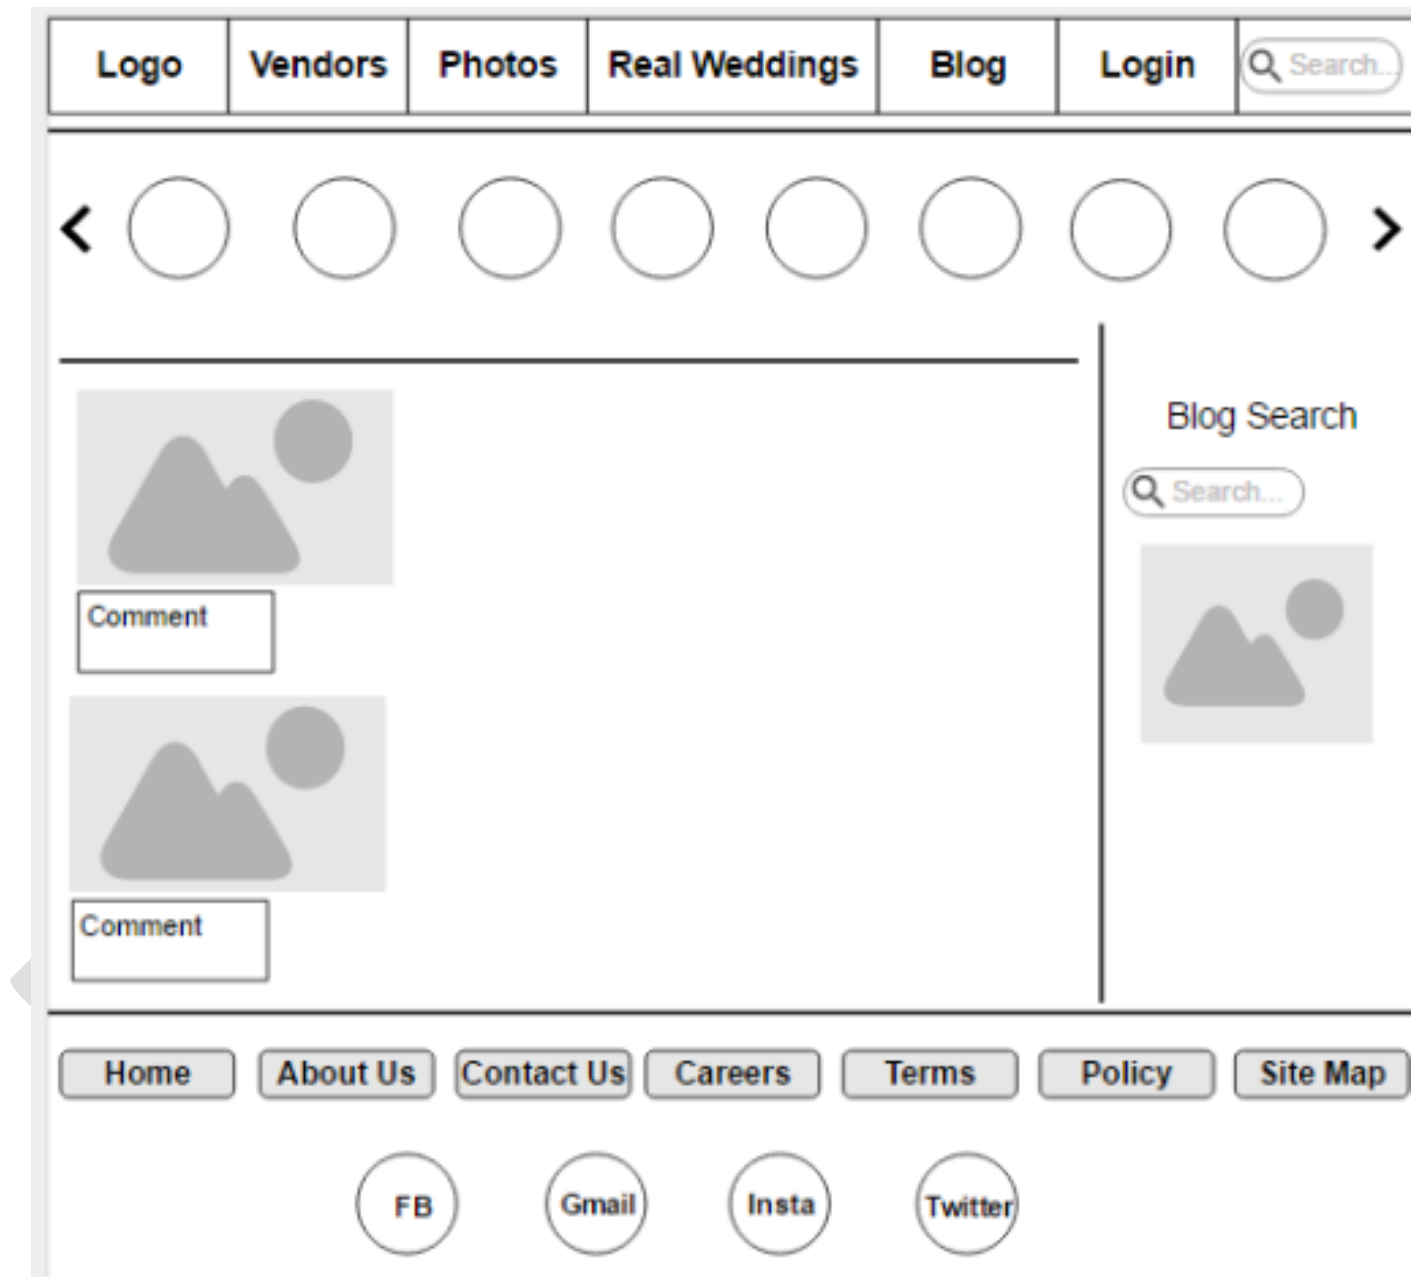 Logo Vendors Photos Real Weddings Blog Login Search...
Blog Search
Search...
Comment
Comment
Home About Us Contact Us Careers Terms Policy Site Map
FB Gmail Insta Twitter